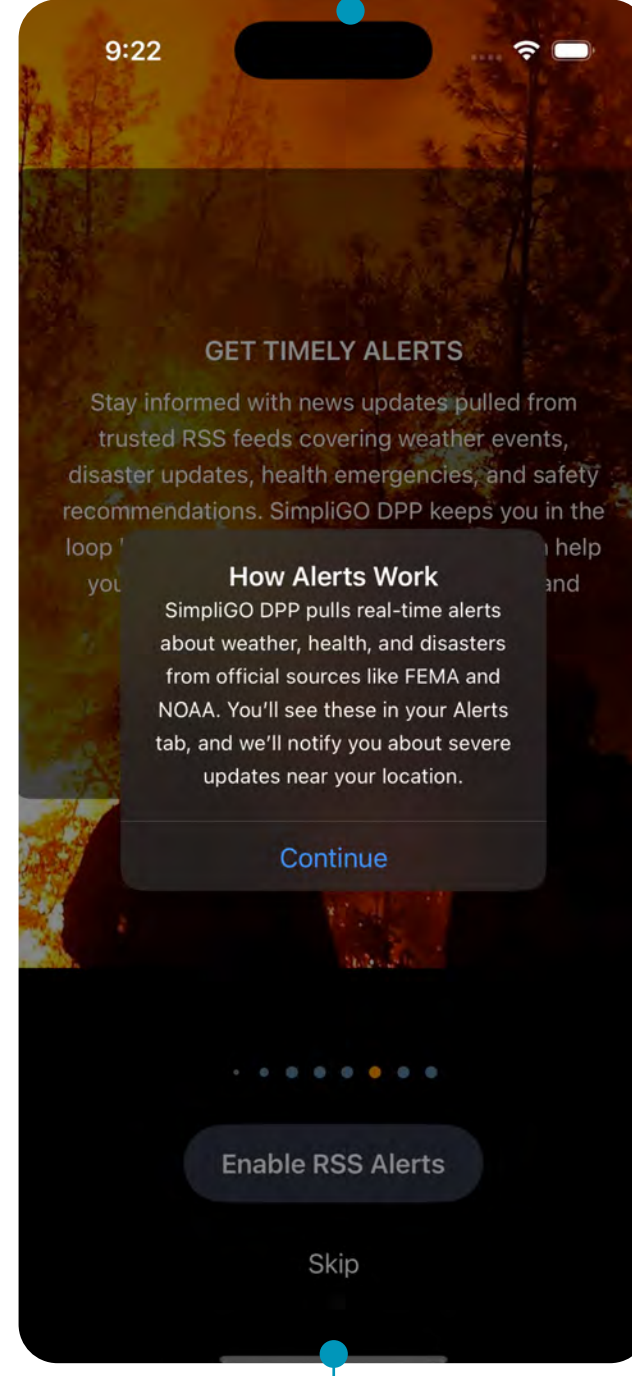 9:22
GET TIMELY ALERTS
Stay informed with news updates pulled from
trusted RSS feeds covering weather events,
disaster updates, health emergencies, and safety
recommendations. SimpliGO DPP keeps you in the
loop help
and
How Alerts Work
SimpliGO DPP pulls real-time alerts
about weather, health, and disasters
from official sources like FEMA and
NOAA. You’ll see these in your Alerts
tab, and we’ll notify you about severe
updates near your location.
Continue
Enable RSS Alerts
Skip